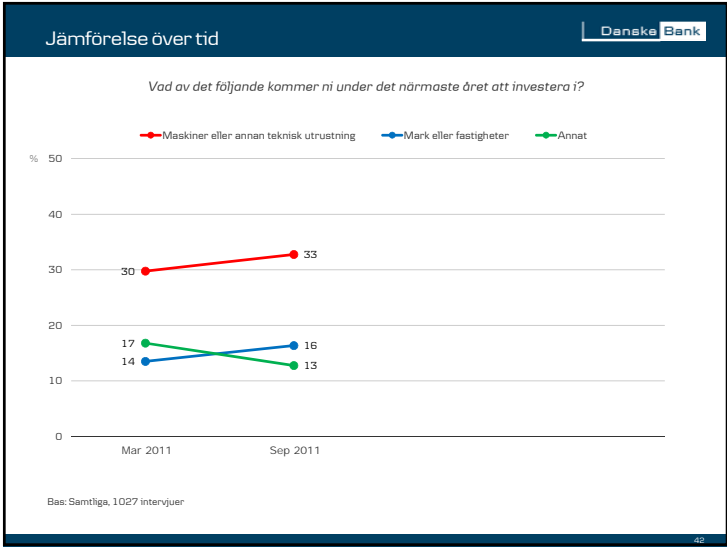 Jämförelse över tid
Danske Bank
Vad av det följande kommer ni under det närmaste året att investera i?
Maskiner eller annan teknisk utrustning Mark eller fastigheter Annat
% 50
40
33
30
30
20
17
16
14
13
10
0
Mar 2011 Sep 2011
Bas: Samtliga, 1027 intervjuer
42